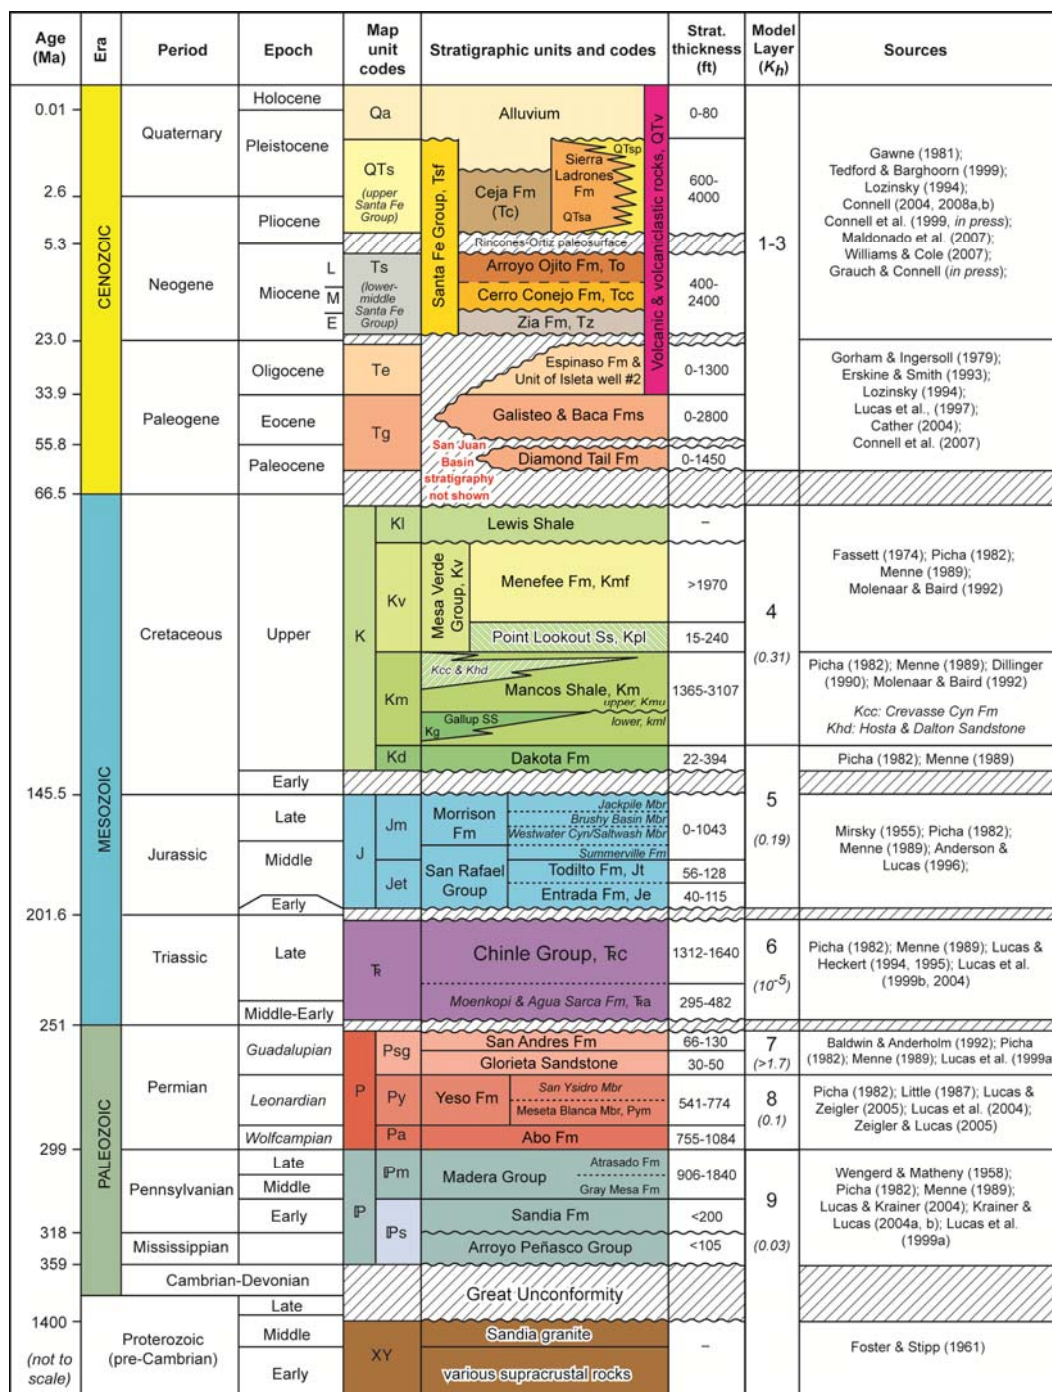 Age
(Ma)
Era
Period
Epoch
Map
unit
codes
Stratigraphic units and codes
Strat.
thickness
(ft)
Model
Layer
(Kh)
Sources
0.01
2.6
5.3
23.0
33.9
55.8
66.5
145.5
201.6
251
299
318
359
1400
(not to
scale)
CENOZCIC
MESOZOIC
PALEOZOIC
Quaternary
Neogene
Paleogene
Cretaceous
Jurassic
Triassic
Permian
Pennsylvanian
Mississippian
Cambrian-Devonian
Proterozoic
(pre-Cambrian)
Holocene
Pleistocene
Pliocene
Miocene
L
M
E
Oligocene
Eocene
Paleocene
Upper
Early
Late
Middle
Early
Late
Middle-Early
Guadalupian
Leonardian
Wolfcampian
Late
Middle
Early
Late
Middle
Early
Qa
QTs
(upper
Santa Fe
Group)
Ts
(lower-
middle
Santa Fe
Group)
Te
Tg
K
Kl
Kv
Km
Kd
J
Jm
Jet
TR
P
Psg
Py
Pa
IP
IPm
IPs
XY
Alluvium
Santa Fe Group, Tsf
Ceja Fm
(Tc)
Sierra
Ladrones
Fm
QTsa
QTsp
Volcanic & volcaniclastic rocks, QTv
Rincones-Ortiz paleosurface
Arroyo Ojito Fm, To
Cerro Conejo Fm, Tcc
Zia Fm, Tz
Espinaso Fm &
Unit of Isleta well #2
Galisteo & Baca Fms
San Juan
Basin
stratigraphy
not shown
Diamond Tail Fm
Lewis Shale
Mesa Verde
Group, Kv
Menefee Fm, Kmf
Point Lookout Ss, Kpl
Kcc & Khd
Mancos Shale, Km
upper, Kmu
Gallup SS
Kg
lower, kml
Dakota Fm
Morrison
Fm
Jackpile Mbr
Brushy Basin Mbr
Westwater Cyn/Saltwash Mbr
Summerville Fm
San Rafael
Group
Todilto Fm, Jt
Entrada Fm, Je
Chinle Group, TRc
Moenkopi & Agua Sarca Fm, TRa
San Andres Fm
Glorieta Sandstone
Yeso Fm
San Ysidro Mbr
Meseta Blanca Mbr, Pym
Abo Fm
Madera Group
Atrasado Fm
Gray Mesa Fm
Sandia Fm
Arroyo Peñasco Group
Great Unconformity
Sandia granite
various supracrustal rocks
0-80
600-
4000
400-
2400
0-1300
0-2800
0-1450
–
>1970
15-240
1365-3107
22-394
0-1043
56-128
40-115
1312-1640
295-482
66-130
30-50
541-774
755-1084
906-1840
<200
<105
–
1-3
4
(0.31)
5
(0.19)
6
(10-5)
7
(>1.7)
8
(0.1)
9
(0.03)
Gawne (1981);
Tedford & Barghoorn (1999);
Lozinsky (1994);
Connell (2004, 2008a,b)
Connell et al. (1999, in press);
Maldonado et al. (2007);
Williams & Cole (2007);
Grauch & Connell (in press);
Gorham & Ingersoll (1979);
Erskine & Smith (1993);
Lozinsky (1994);
Lucas et al., (1997);
Cather (2004);
Connell et al. (2007)
Fassett (1974); Picha (1982);
Menne (1989);
Molenaar & Baird (1992)
Picha (1982); Menne (1989); Dillinger
(1990); Molenaar & Baird (1992)
Kcc: Crevasse Cyn Fm
Khd: Hosta & Dalton Sandstone
Picha (1982); Menne (1989)
Mirsky (1955); Picha (1982);
Menne (1989); Anderson &
Lucas (1996);
Picha (1982); Menne (1989); Lucas &
Heckert (1994, 1995); Lucas et al.
(1999b, 2004)
Baldwin & Anderholm (1992); Picha
(1982); Menne (1989); Lucas et al. (1999a
Picha (1982); Little (1987); Lucas &
Zeigler (2005); Lucas et al. (2004);
Zeigler & Lucas (2005)
Wengerd & Matheny (1958);
Picha (1982); Menne (1989);
Lucas & Krainer (2004); Krainer &
Lucas (2004a, b); Lucas et al.
(1999a)
Foster & Stipp (1961)